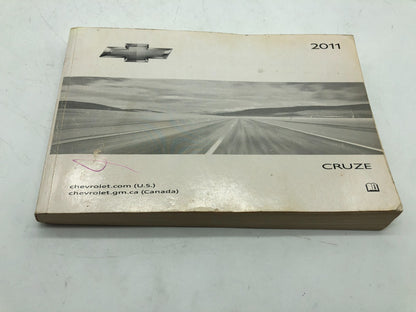 2011
CRUZE
chevrolet.com (U.S.)
chevrolet.gm.ca (Canada)